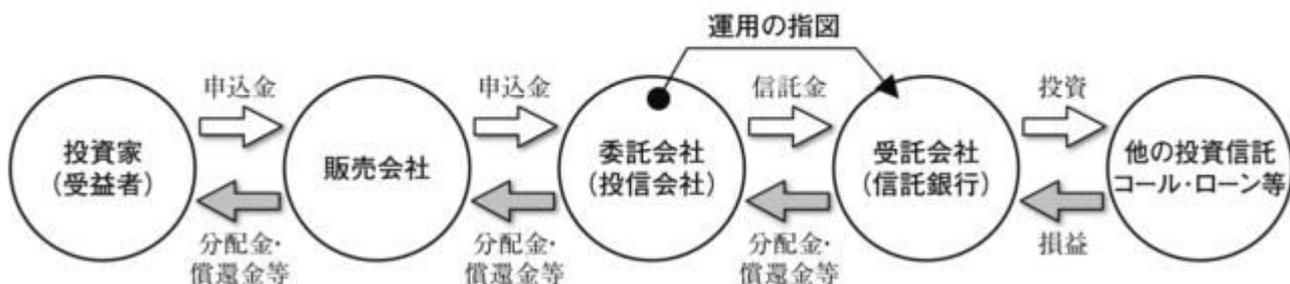 運用の指図
申込金
申込金
信託金
投資
投資家
(受益者)
販売会社
委託会社
(投信会社)
受託会社
(信託銀行)
他の投資信託
コール・ローン等
分配金・
償還金等
分配金・
償還金等
分配金・
償還金等
損益